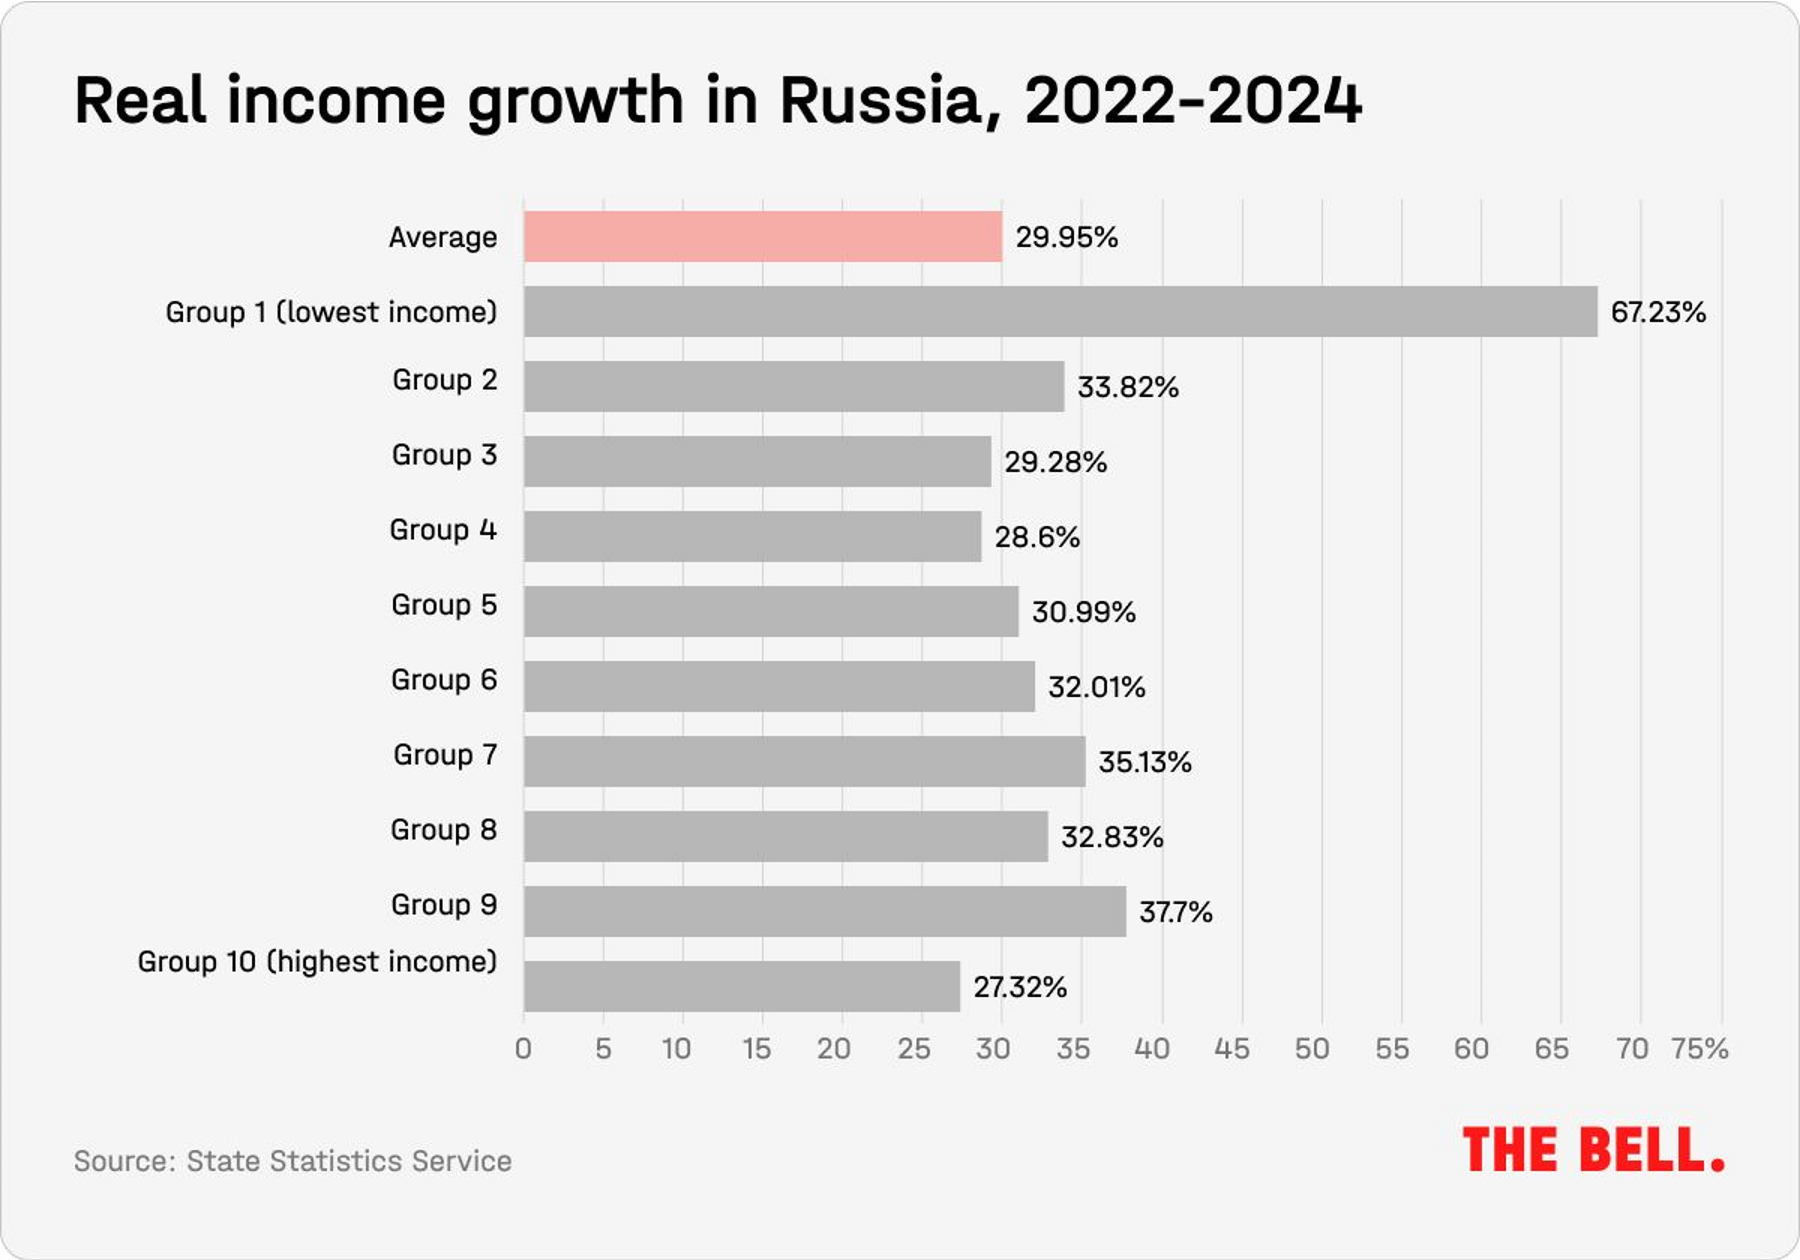 Real income growth in Russia, 2022-2024
Average 29.95%
Group 1 (lowest income) 67.23%
Group 2 33.82%
Group 3 29.28%
Group 4 28.6%
Group 5 30.99%
Group 6 32.01%
Group 7 35.13%
Group 8 32.83%
Group 9 37.7%
Group 10 (highest income) 27.32%
0 5 10 15 20 25 30 35 40 45 50 55 60 65 70 75%
Source: State Statistics Service
THE BELL.